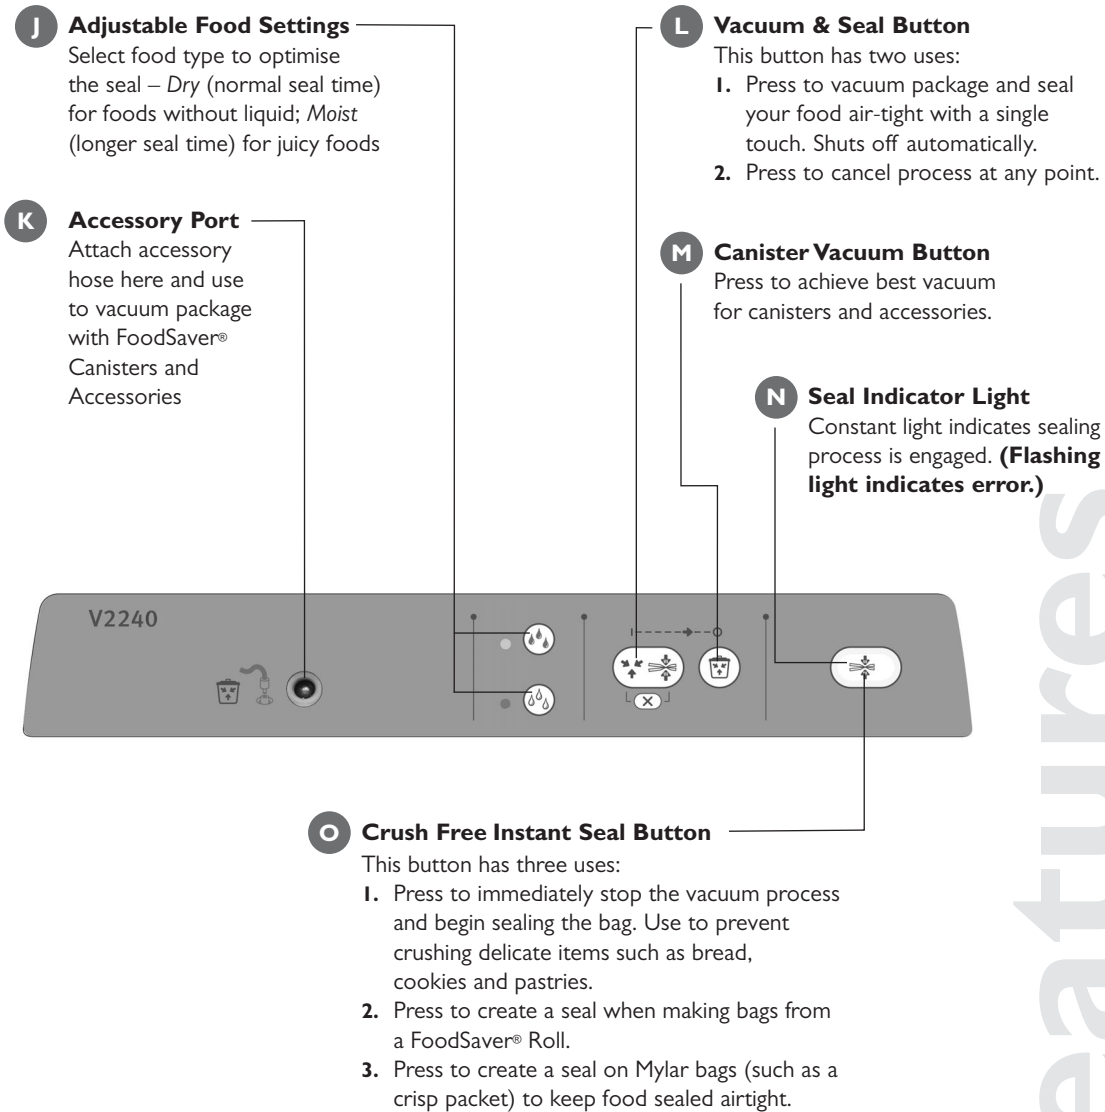 J Adjustable Food Settings
Select food type to optimise
the seal – Dry (normal seal time)
for foods without liquid; Moist
(longer seal time) for juicy foods
K Accessory Port
Attach accessory
hose here and use
to vacuum package
with FoodSaver®
Canisters and
Accessories
L Vacuum & Seal Button
This button has two uses:
1. Press to vacuum package and seal
your food air-tight with a single
touch. Shuts off automatically.
2. Press to cancel process at any point.
M Canister Vacuum Button
Press to achieve best vacuum
for canisters and accessories.
N Seal Indicator Light
Constant light indicates sealing
process is engaged. (Flashing
light indicates error.)
V2240
O Crush Free Instant Seal Button
This button has three uses:
1. Press to immediately stop the vacuum process
and begin sealing the bag. Use to prevent
crushing delicate items such as bread,
cookies and pastries.
2. Press to create a seal when making bags from
a FoodSaver® Roll.
3. Press to create a seal on Mylar bags (such as a
crisp packet) to keep food sealed airtight.
eatures